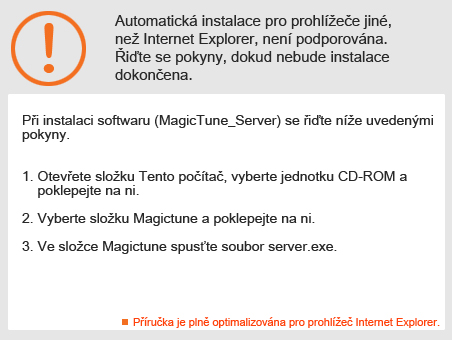 Automatická instalace pro prohlížeče jiné,
než Internet Explorer, není podporována.
Řiďte se pokyny, dokud nebude instalace
dokončena.
Při instalaci softwaru (MagicTune_Server) se řiďte níže uvedenými
pokyny.
1. Otevřete složku Tento počítač, vyberte jednotku CD-ROM a
poklepejte na ni.
2. Vyberte složku Magictune a poklepejte na ni.
3. Ve složce Magictune spusťte soubor server.exe.
Příručka je plně optimalizována pro prohlížeč Internet Explorer.